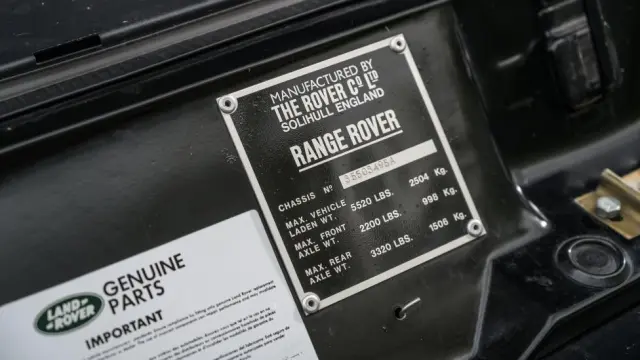 MANUFACTURED BY
THE ROVER Co LTD
SOLIHULL ENGLAND
RANGE ROVER
CHASSIS No 35503495A
MAX. VEHICLE LADEN WT. 5520 LBS. 2504 Kg.
MAX. FRONT AXLE WT. 2200 LBS. 998 Kg.
MAX. REAR AXLE WT. 3320 LBS. 1506 Kg.
LAND-ROVER
GENUINE
PARTS
IMPORTANT